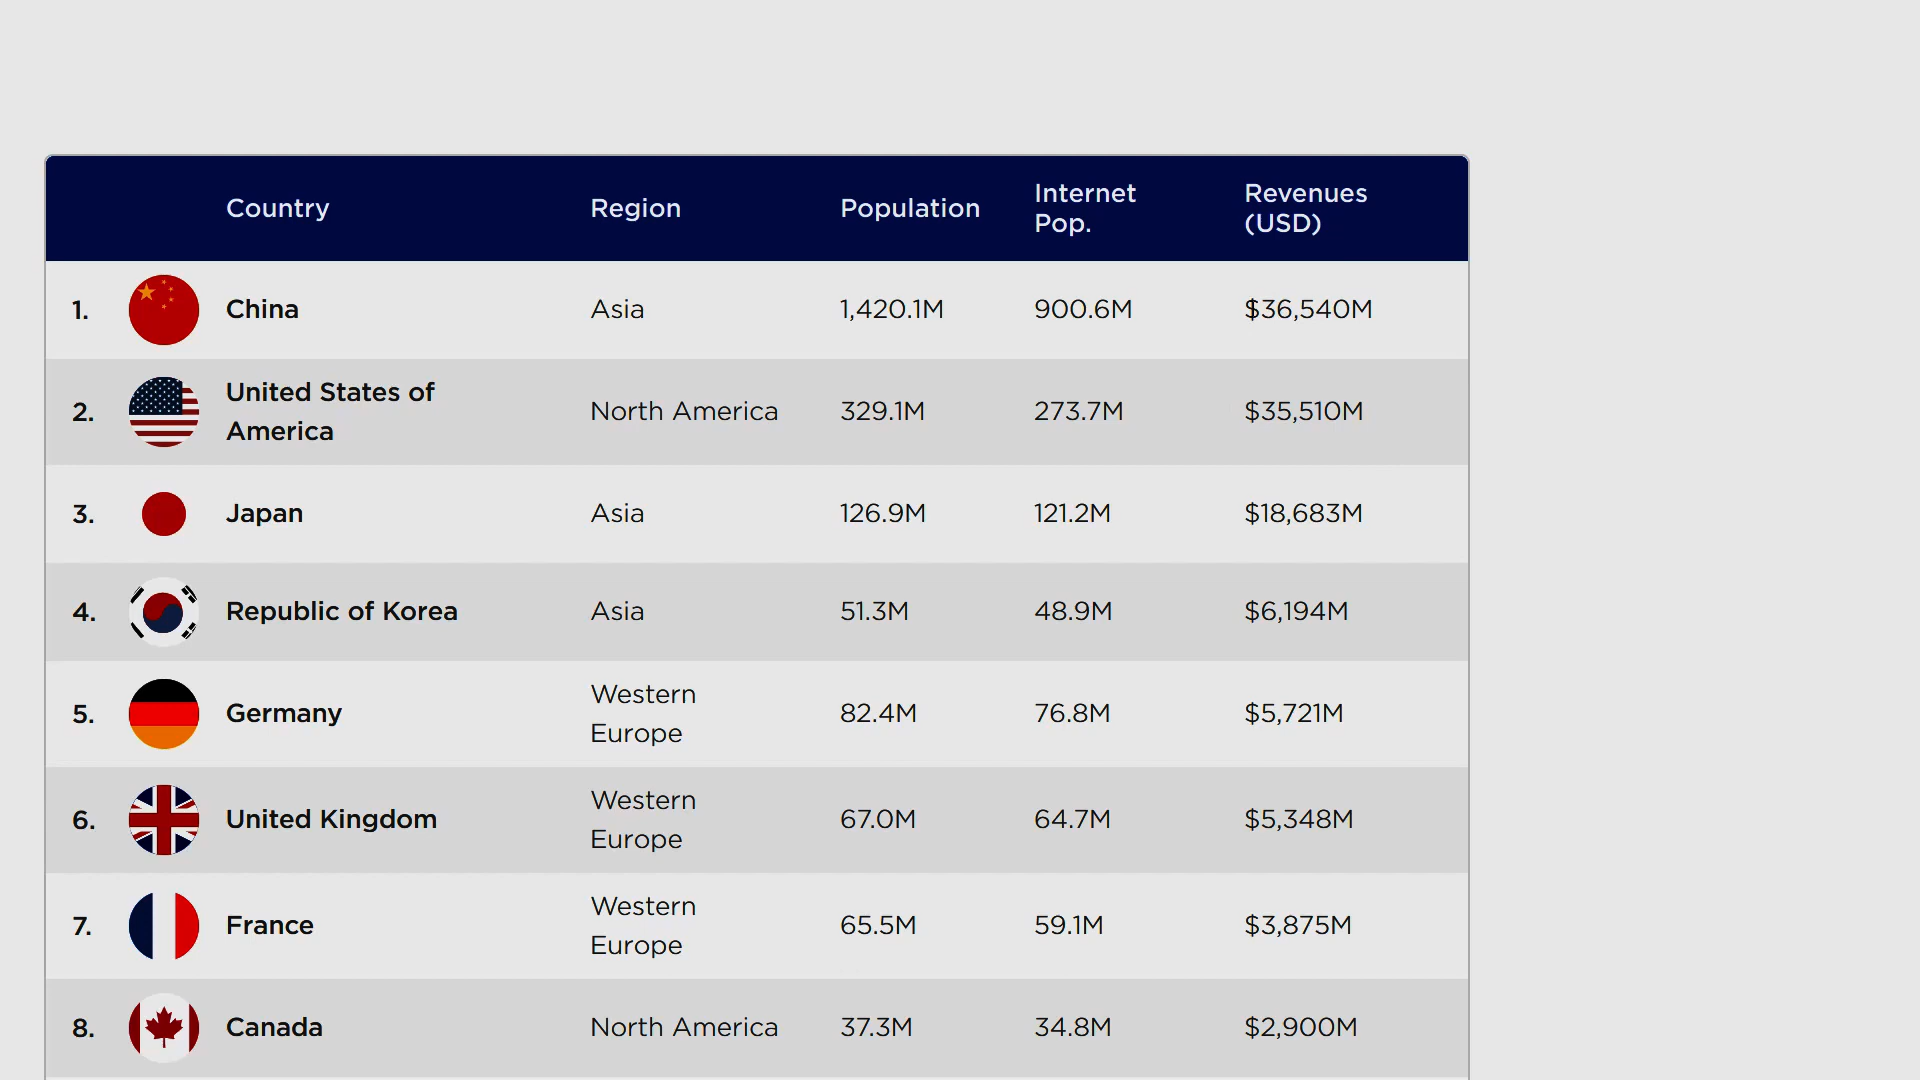 Country Region Population Internet Pop. Revenues (USD)
1. China Asia 1,420.1M 900.6M $36,540M
2. United States of America North America 329.1M 273.7M $35,510M
3. Japan Asia 126.9M 121.2M $18,683M
4. Republic of Korea Asia 51.3M 48.9M $6,194M
5. Germany Western Europe 82.4M 76.8M $5,721M
6. United Kingdom Western Europe 67.0M 64.7M $5,348M
7. France Western Europe 65.5M 59.1M $3,875M
8. Canada North America 37.3M 34.8M $2,900M